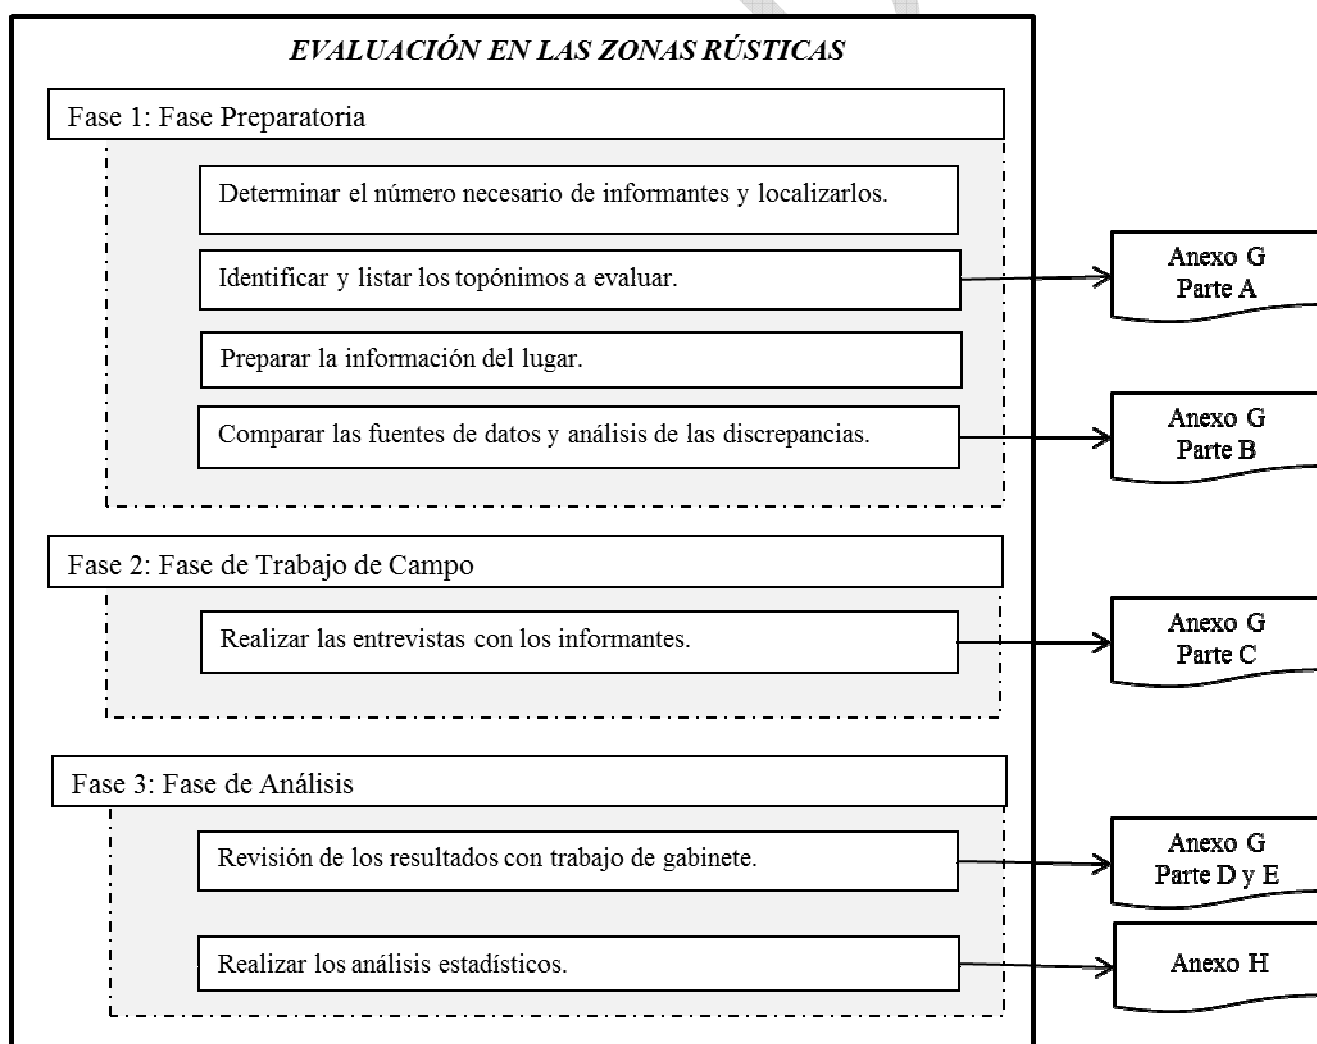 EVALUACIÓN EN LAS ZONAS RÚSTICAS
Fase 1: Fase Preparatoria
Determinar el número necesario de informantes y localizarlos.
Identificar y listar los topónimos a evaluar.
Anexo G
Parte A
Preparar la información del lugar.
Comparar las fuentes de datos y análisis de las discrepancias.
Anexo G
Parte B
Fase 2: Fase de Trabajo de Campo
Realizar las entrevistas con los informantes.
Anexo G
Parte C
Fase 3: Fase de Análisis
Revisión de los resultados con trabajo de gabinete.
Anexo G
Parte D y E
Realizar los análisis estadísticos.
Anexo H